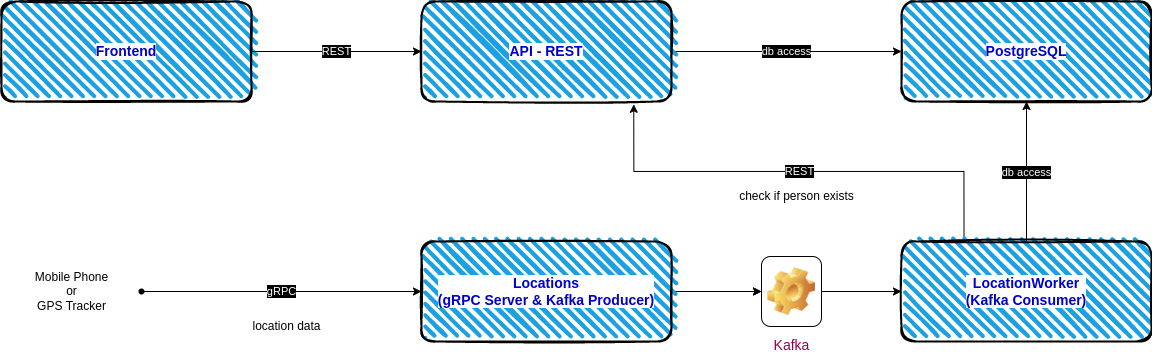 Frontend
REST
API - REST
db access
PostgreSQL
REST
db access
check if person exists
Mobile Phone
or
GPS Tracker
gRPC
location data
Locations
(gRPC Server & Kafka Producer)
Kafka
LocationWorker
(Kafka Consumer)